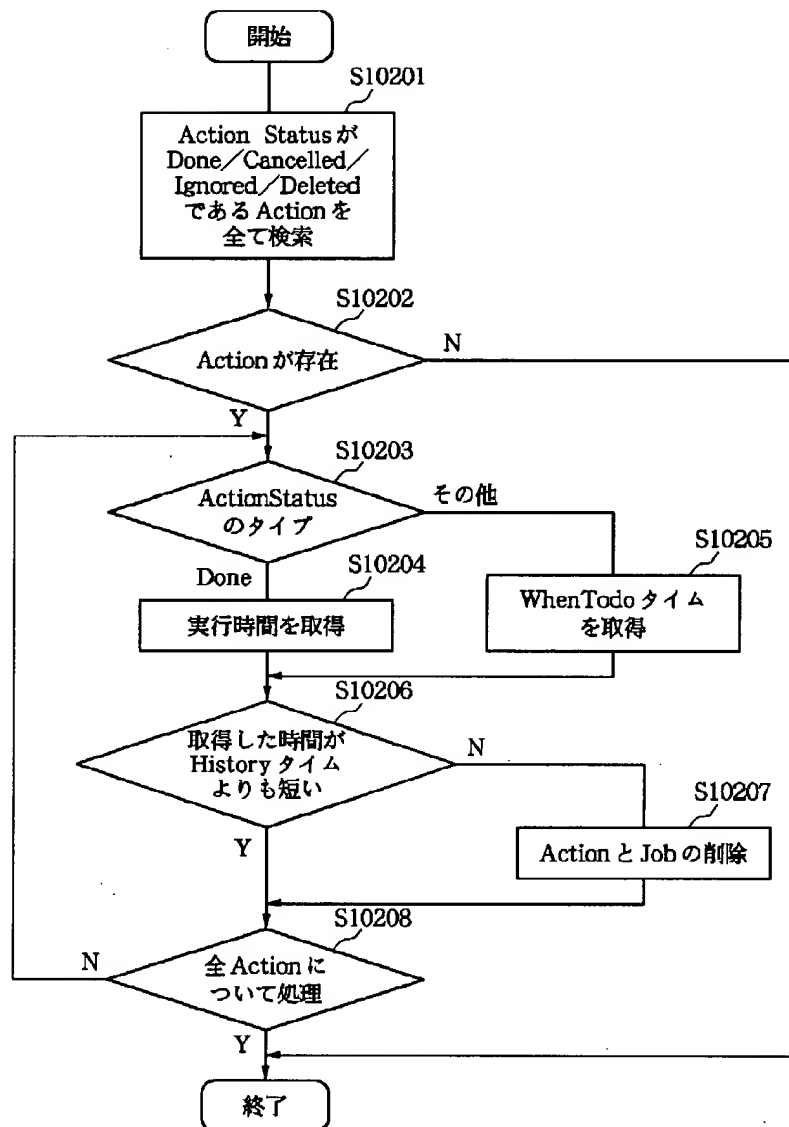 開始
S10201
Action Statusが
Done／Cancelled／
Ignored／Deleted
であるActionを
全て検索
S10202
Actionが存在
N
Y
S10203
ActionStatus
のタイプ
その他
S10205
Done
S10204
WhenTodoタイム
を取得
実行時間を取得
S10206
取得した時間が
Historyタイム
よりも短い
N
S10207
Y
ActionとJobの削除
S10208
N
全Actionに
ついて処理
Y
終了